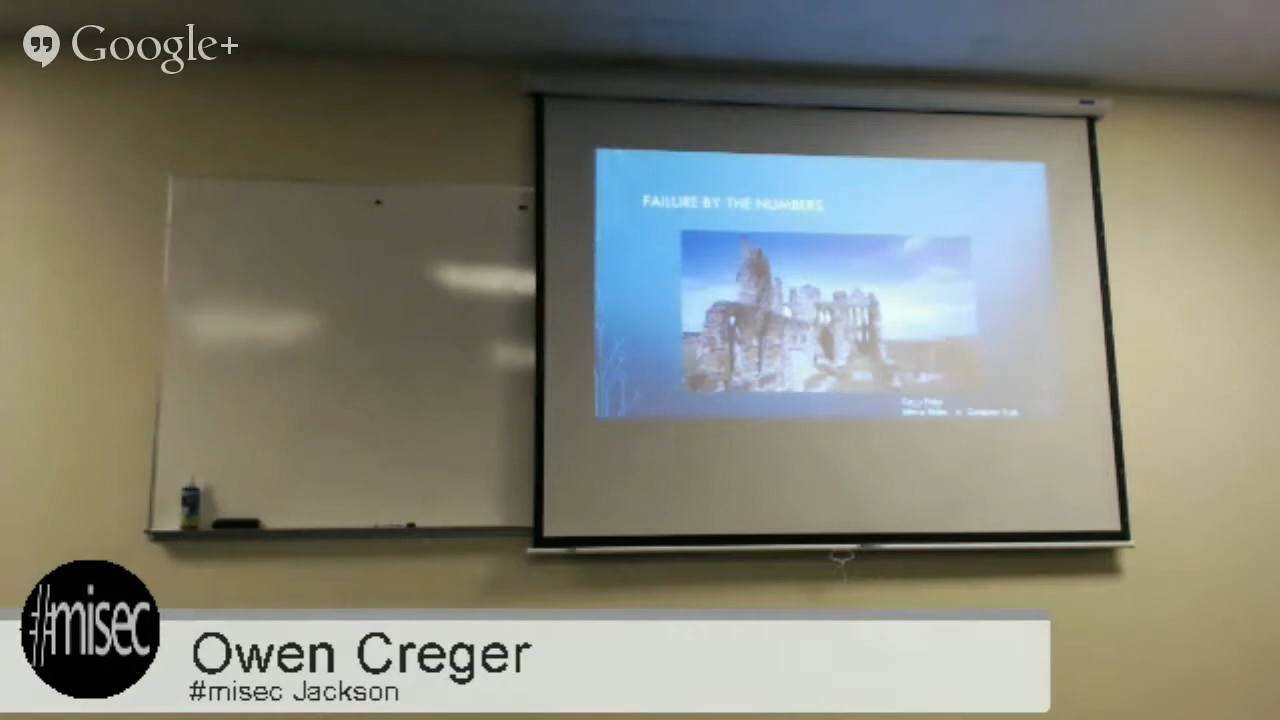 Google+
FAILURE BY THE NUMBERS
#misec
Owen Creger
#misec Jackson